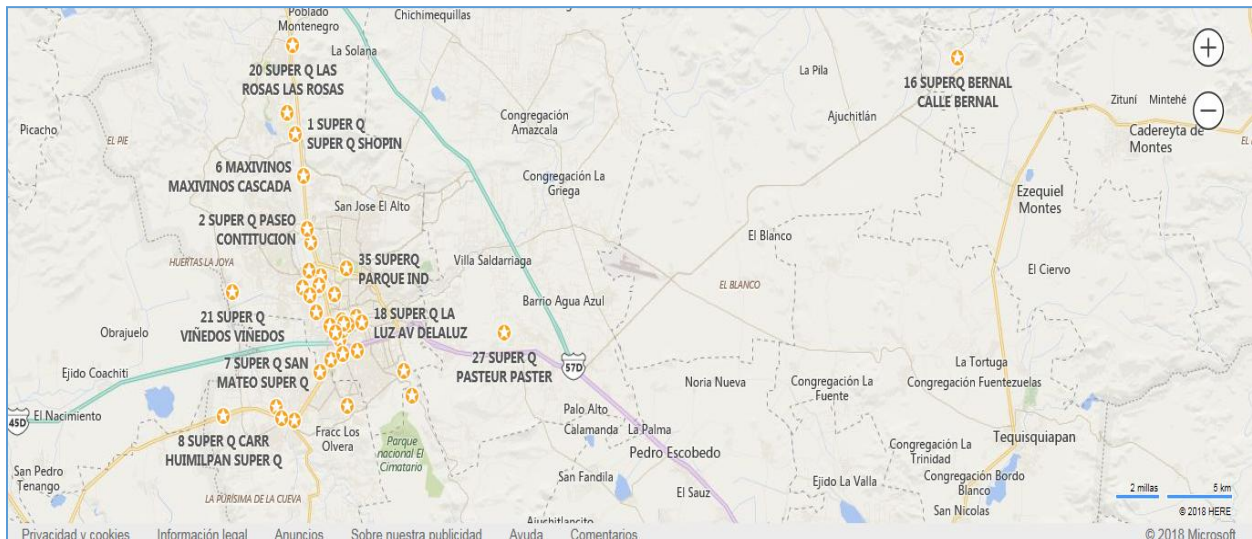 Poblado
Montenegro
Chichimequillas
La Solana
20 SUPER Q LAS
ROSAS LAS ROSAS
La Pila
16 SUPERQ BERNAL
CALLE BERNAL
Zituní
Mintehé
Picacho
EL PIE
1 SUPER Q
SUPER Q SHOPIN
Congregación
Amazcala
Ajuchitlán
Cadereyta de
Montes
6 MAXIVINOS
MAXIVINOS CASCADA
Congregación La
Griega
Ezequiel
Montes
San Jose El Alto
2 SUPER Q PASEO
CONTITUCION
El Blanco
HUERTAS LA JOYA
35 SUPERQ
PARQUE IND
Villa Saldarriaga
El Ciervo
EL BLANCO
Barrio Agua Azul
21 SUPER Q
VIÑEDOS VIÑEDOS
18 SUPER Q LA
LUZ AV DELALUZ
Obrajuelo
27 SUPER Q
PASTEUR PASTER
57D
7 SUPER Q SAN
MATEO SUPER Q
La Tortuga
Ejido Coachiti
Noria Nueva
Congregación La
Fuente
Congregación Fuentezuelas
45D
El Nacimiento
Palo Alto
Calamanda
La Palma
Fracc Los
Olvera
8 SUPER Q CARR
HUIMILPAN SUPER Q
Parque
nacional El
Cimatario
Pedro Escobedo
Tequisquiapan
Congregación La
Trinidad
San Pedro
Tenango
San Fandila
Ejido La Valla
Congregación Bordo
Blanco
El Sauz
San Nicolas
LA PURÍSIMA DE LA CUEVA
Ajuchitlancito
2 millas
5 km
© 2018 HERE
Privacidad y cookies
Información legal
Anuncios
Sobre nuestra publicidad
Ayuda
Comentarios
© 2018 Microsoft